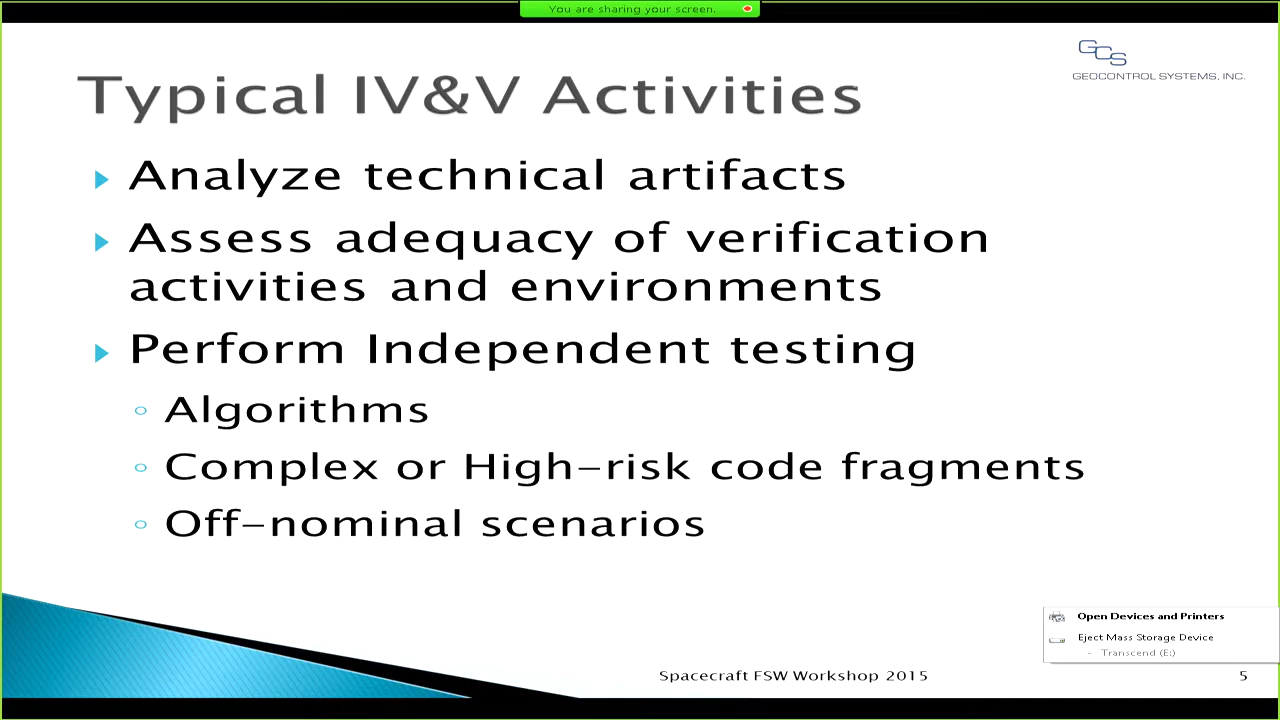 You are sharing your screen.
GCS
GEOCONTROL SYSTEMS, INC.
Typical IV&V Activities
Analyze technical artifacts
Assess adequacy of verification
activities and environments
Perform Independent testing
Algorithms
Complex or High-risk code fragments
Off-nominal scenarios
Open Devices and Printers
Eject Mass Storage Device
- Transcend (E:)
Spacecraft FSW Workshop 2015
5